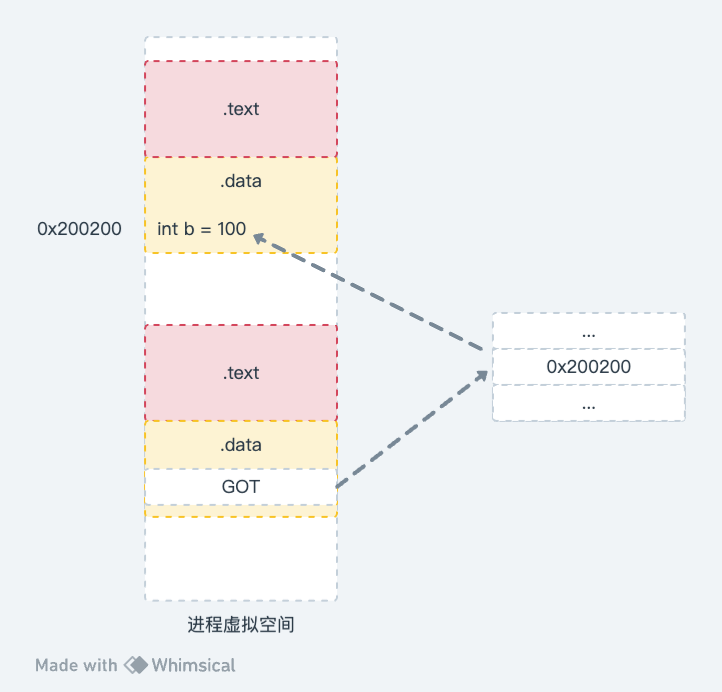 .text
.data
0x200200
int b = 100
...
.text
0x200200
...
.data
GOT
进程虚拟空间
Made with Whimsical